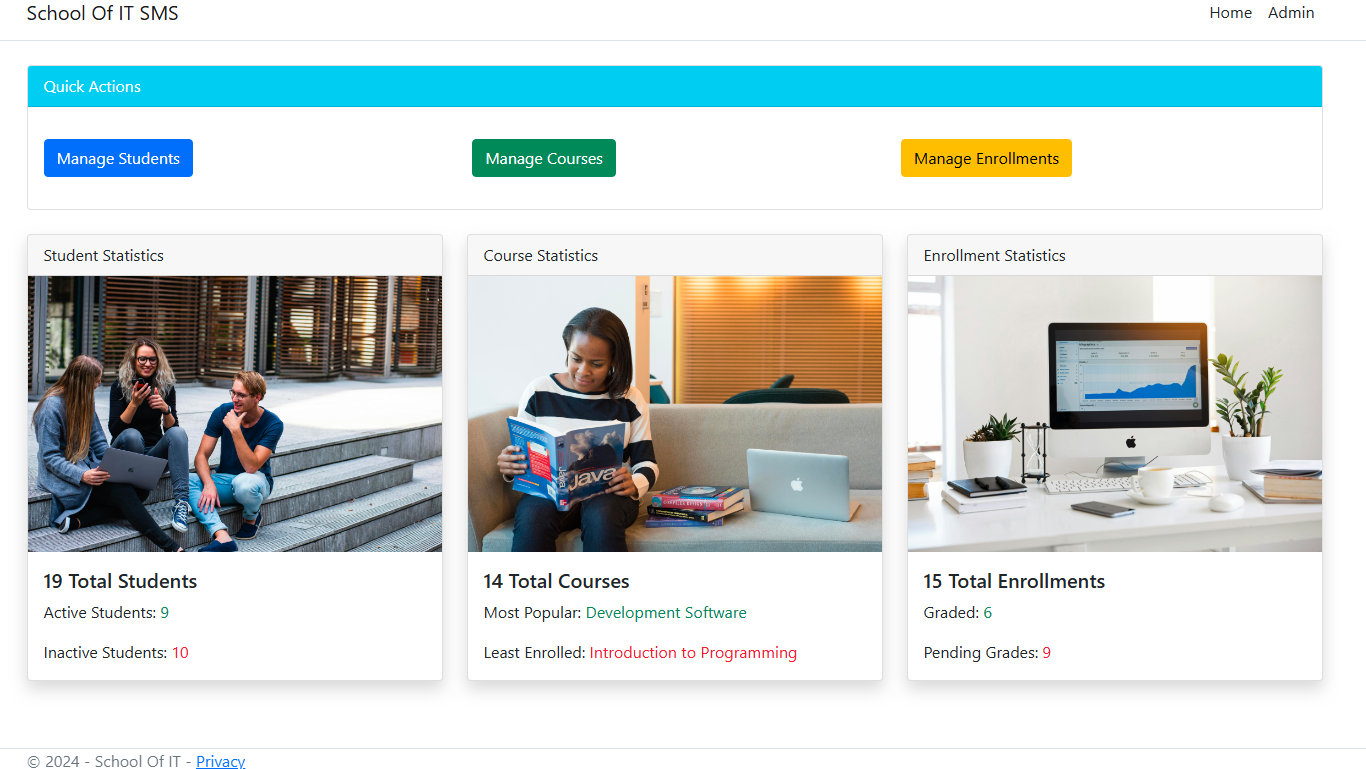 School Of IT SMS
Home Admin
Quick Actions
Manage Students
Manage Courses
Manage Enrollments
Student Statistics
Course Statistics
Enrollment Statistics
Java
Java
19 Total Students
Active Students: 9
Inactive Students: 10
14 Total Courses
Most Popular: Development Software
Least Enrolled: Introduction to Programming
15 Total Enrollments
Graded: 6
Pending Grades: 9
© 2024 - School Of IT - Privacy